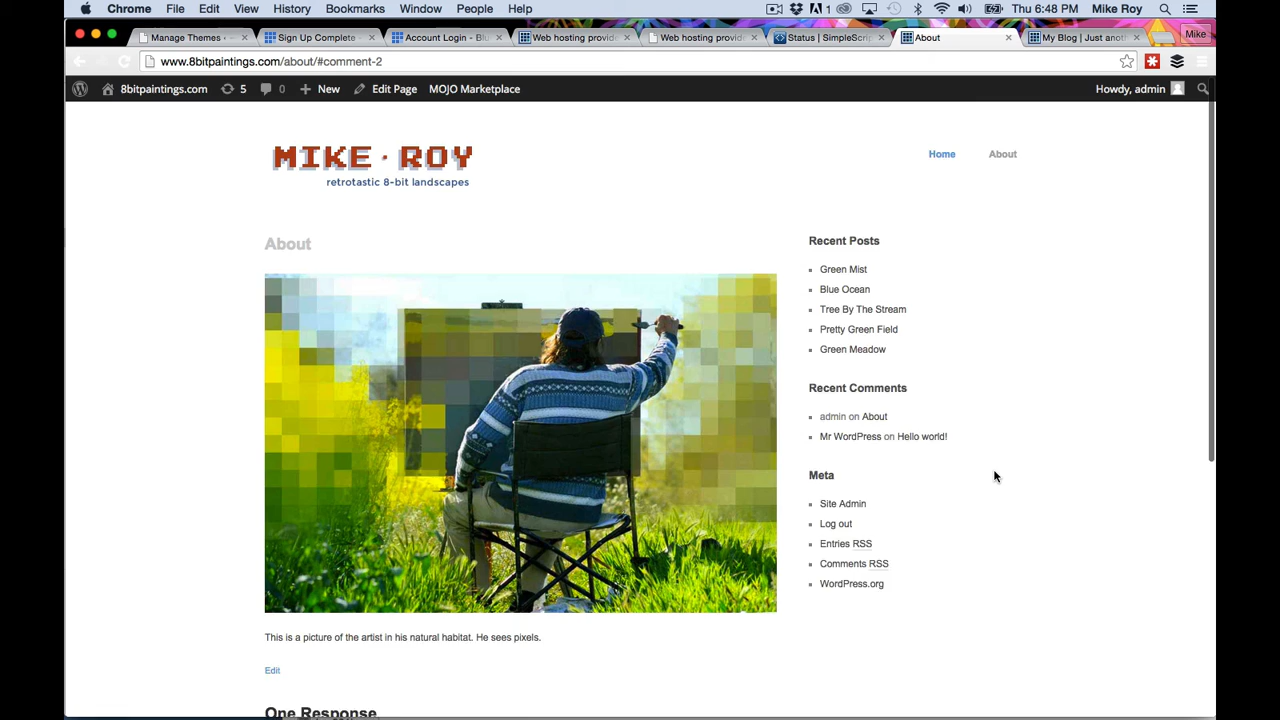 Chrome File Edit View History Bookmarks Window People Help 1 Thu 6:48 PM Mike Roy
Manage Themes Sign Up Complete Account Login - Blu Web hosting provide Web hosting provide Status | SimpleScrip About My Blog | Just anot Mike
www.8bitpaintings.com/about/#comment-2
8bitpaintings.com 5 0 New Edit Page MOJO Marketplace Howdy, admin
MIKE · ROY
retrotastic 8-bit landscapes
Home About
About
Recent Posts
Green Mist
Blue Ocean
Tree By The Stream
Pretty Green Field
Green Meadow
Recent Comments
admin on About
Mr WordPress on Hello world!
Meta
Site Admin
Log out
Entries RSS
Comments RSS
WordPress.org
This is a picture of the artist in his natural habitat. He sees pixels.
Edit
One Response